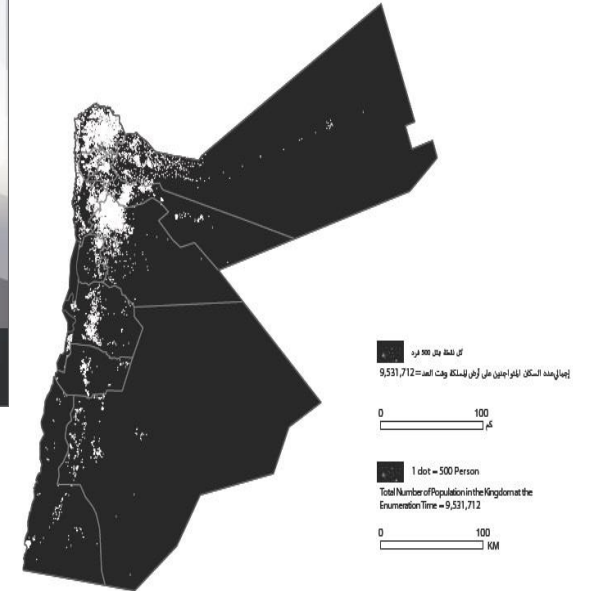 كل نقطة تمثل 500 فرد
إجمالي عدد السكان المتواجدين على أرض المملكة وقت العد = 9,531,712
0 100
كم
1 dot = 500 Person
Total Number of Population in the Kingdom at the
Enumeration Time = 9,531,712
0 100
KM